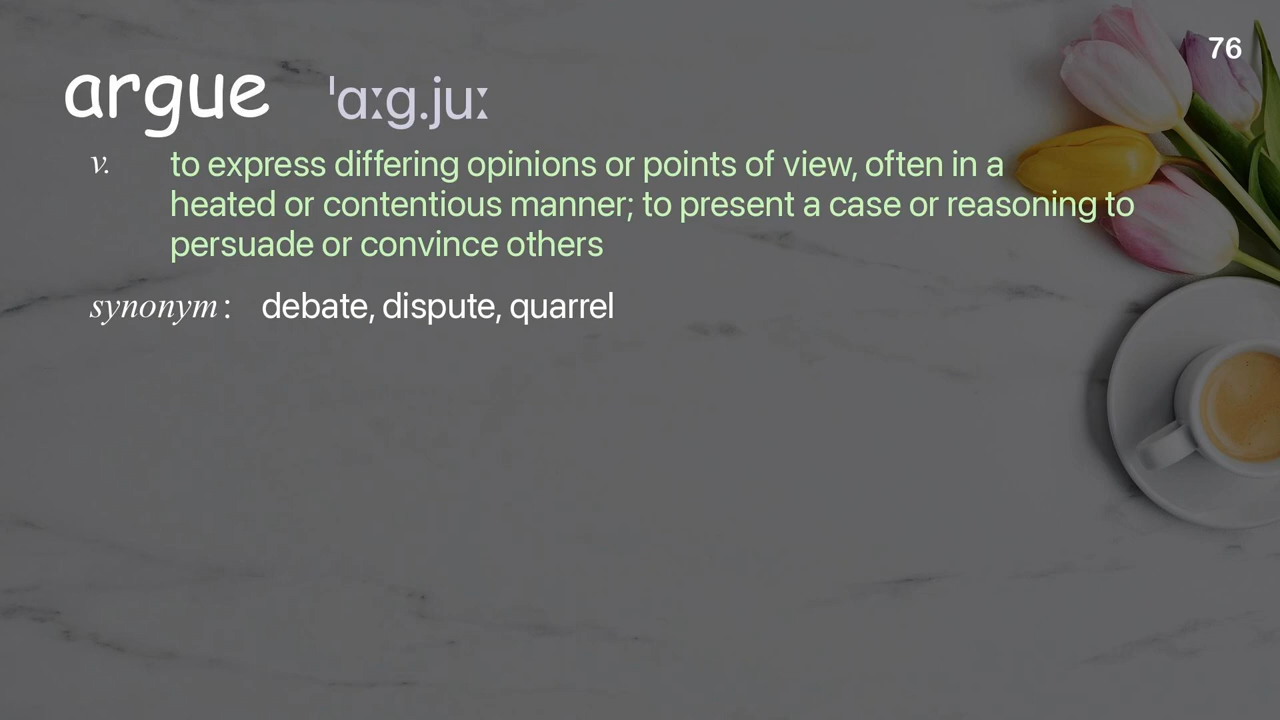 76
argue ˈɑːɡ.juː
v. to express differing opinions or points of view, often in a
heated or contentious manner; to present a case or reasoning to
persuade or convince others
synonym: debate, dispute, quarrel